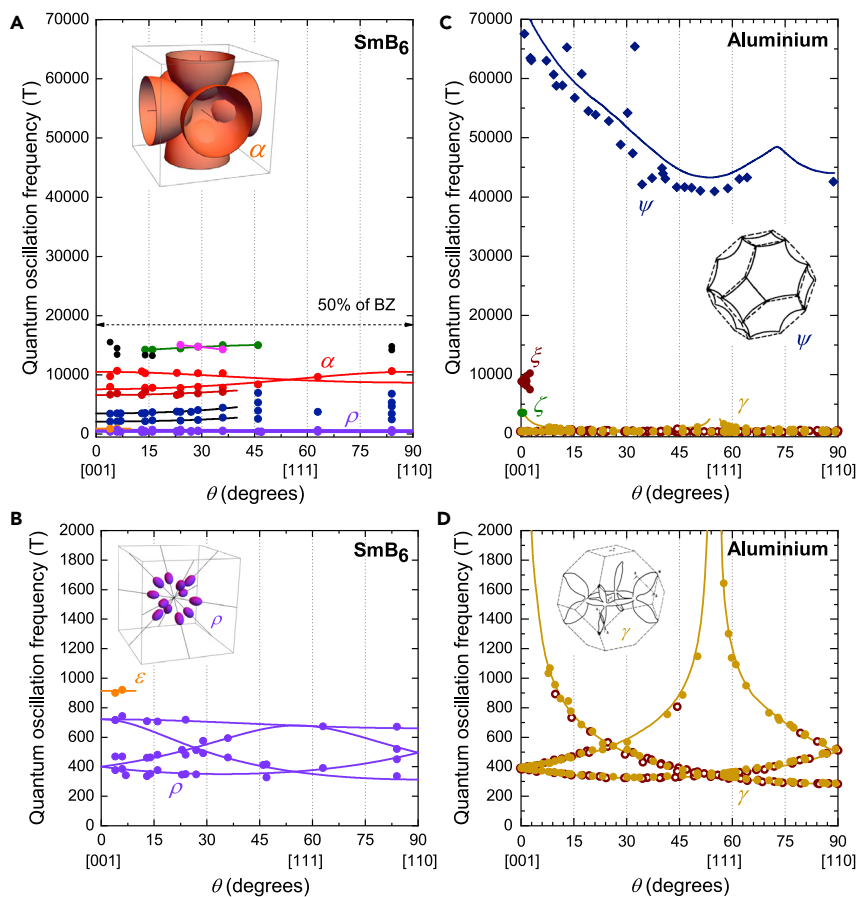 A
SmB6
α
Quantum oscillation frequency (T)
70000
60000
50000
40000
30000
20000
10000
0
50% of BZ
α
ρ
0 15 30 45 60 75 90
[001] [111] [110]
θ (degrees)
C
Aluminium
Quantum oscillation frequency (T)
70000
60000
50000
40000
30000
20000
10000
0
ψ
ψ
ξ
ζ
γ
0 15 30 45 60 75 90
[001] [111] [110]
θ (degrees)
B
SmB6
ρ
Quantum oscillation frequency (T)
2000
1800
1600
1400
1200
1000
800
600
400
200
0
ε
ρ
0 15 30 45 60 75 90
[001] [111] [110]
θ (degrees)
D
Aluminium
γ
Quantum oscillation frequency (T)
2000
1800
1600
1400
1200
1000
800
600
400
200
0
γ
0 15 30 45 60 75 90
[001] [111] [110]
θ (degrees)